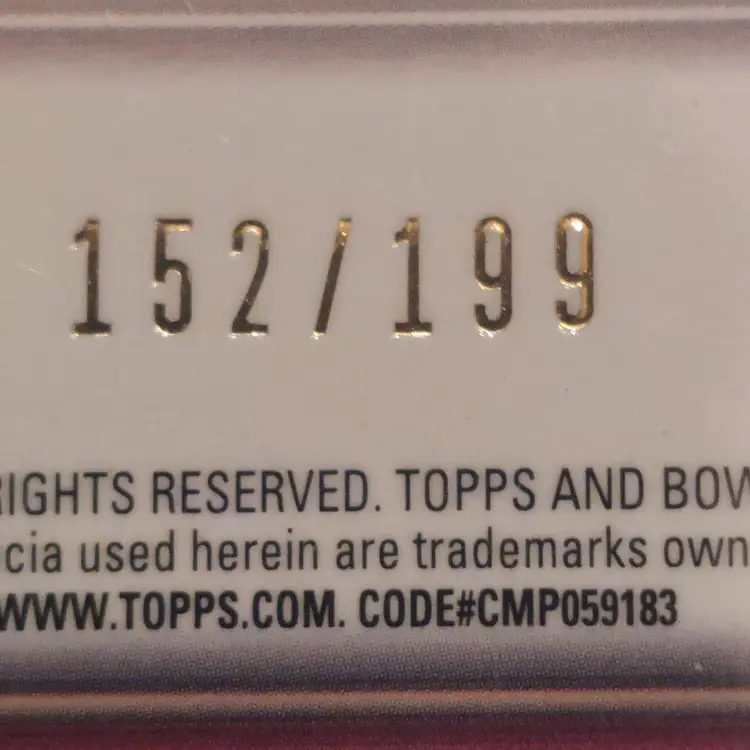 152/199
RIGHTS RESERVED. TOPPS AND BOW
cia used herein are trademarks own
WWW.TOPPS.COM. CODE#CMP059183